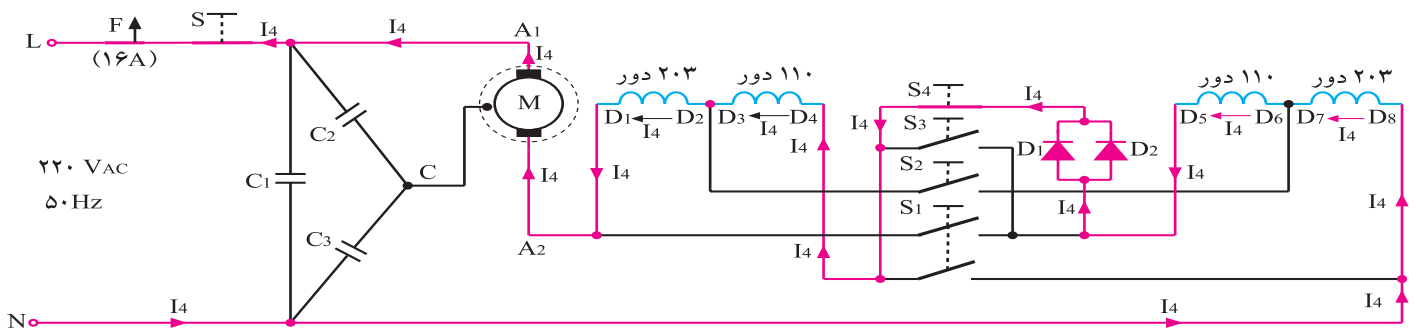 L
F
(۱۶A)
S
I4
I4
A1
I4
۲۰۳ دور
۱۱۰ دور
S4
I4
۱۱۰ دور
۲۰۳ دور
M
D1 I4 D2
D3 I4 D4
I4
S3
D5 I4 D6
D7 I4 D8
C2
I4
D1
D2
۲۲۰ VAC
۵۰Hz
C1
C
I4
I4
S2
I4
C3
S1
I4
I4
A2
I4
N
I4
I4
I4